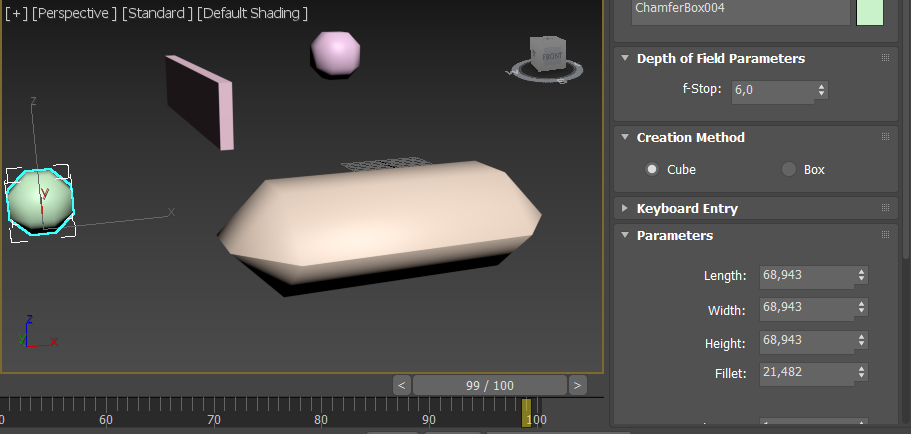 [+] [Perspective ] [Standard ] [Default Shading ]
ChamferBox004
Depth of Field Parameters
f-Stop: 6,0
Creation Method
Cube Box
Keyboard Entry
Parameters
Length: 68,943
Width: 68,943
Height: 68,943
Fillet: 21,482
FRONT
z
y
x
z
x
< 99 / 100 >
0 60 70 80 90 100